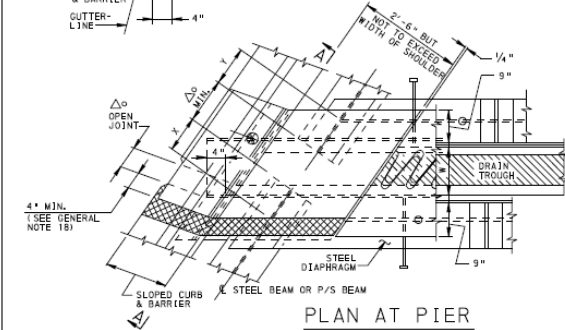 & BARRIER
GUTTER-
LINE
4"
A
2'-6" BUT
NOT TO EXCEED
WIDTH OF SHOULDER
1/4"
9"
Y
△°
MIN.
X
△°
OPEN
JOINT
4"
W
DRAIN
TROUGH
4" MIN.
(SEE GENERAL
NOTE 18)
STEEL
DIAPHRAGM
9"
SLOPED CURB
& BARRIER
℄ STEEL BEAM OR P/S BEAM
A
PLAN AT PIER